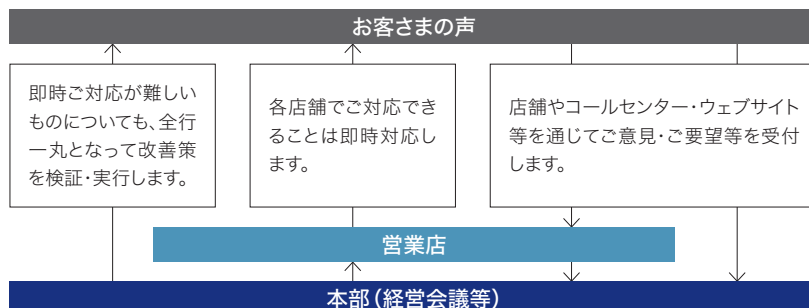 お客さまの声
即時ご対応が難しい
ものについても、全行
一丸となって改善策
を検証・実行します。
各店舗でご対応でき
ることは即時対応し
ます。
店舗やコールセンター・ウェブサイト
等を通じてご意見・ご要望等を受付
します。
営業店
本部（経営会議等）